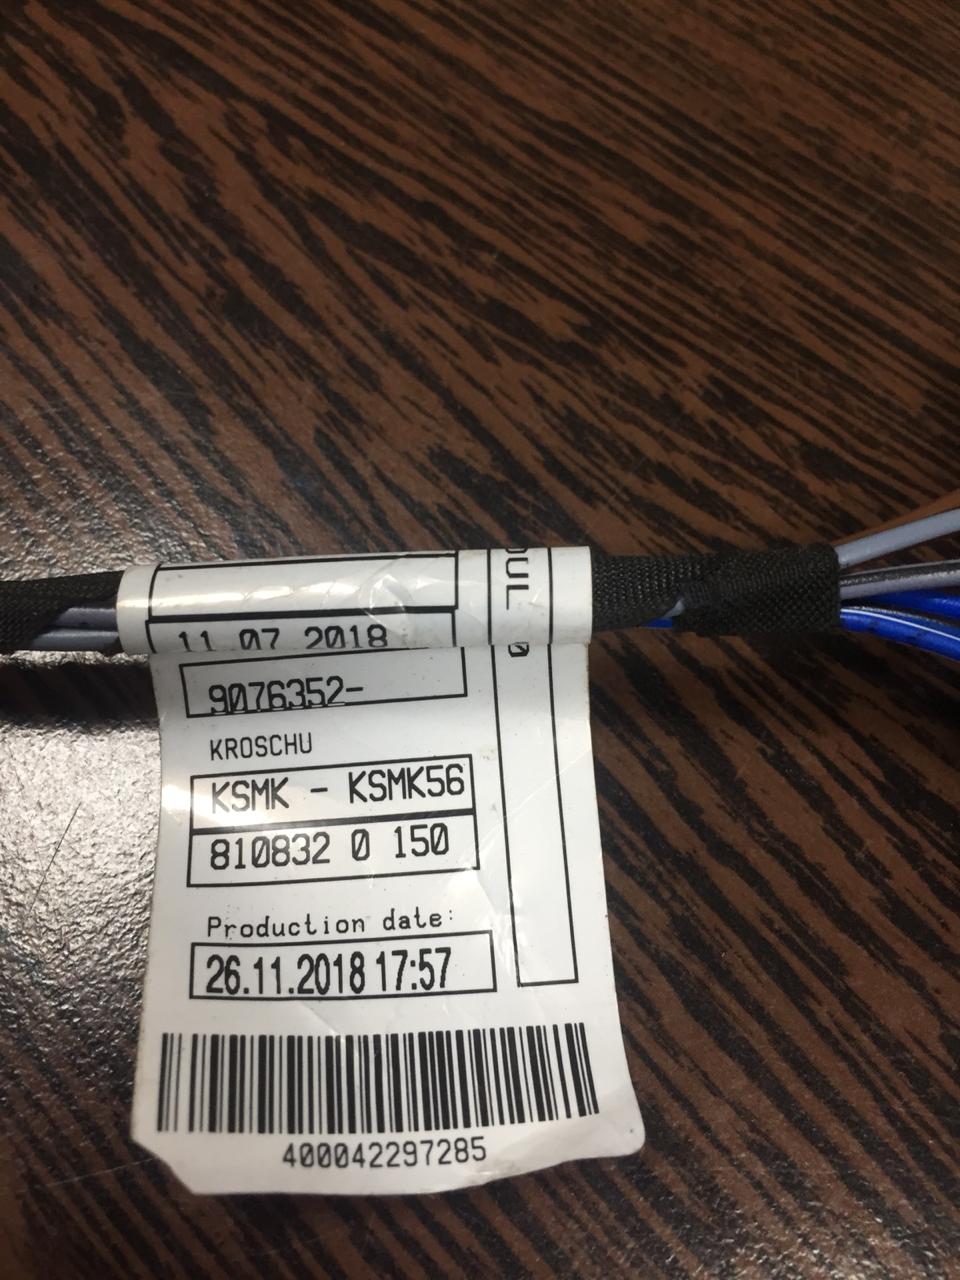 11.07.2018
9076352-
KROSCHU
KSMK - KSMK56
810832 0 150
Production date:
26.11.2018 17:57
400042297285